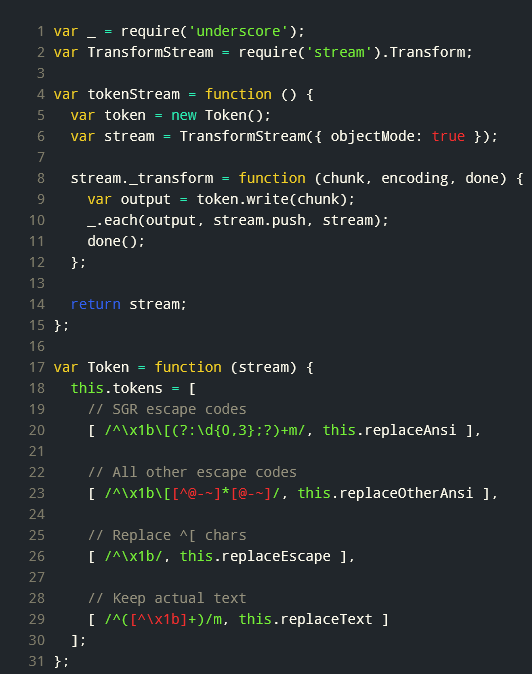 1 var _ = require('underscore');
2 var TransformStream = require('stream').Transform;
3
4 var tokenStream = function () {
5   var token = new Token();
6   var stream = TransformStream({ objectMode: true });
7
8   stream._transform = function (chunk, encoding, done) {
9     var output = token.write(chunk);
10     _.each(output, stream.push, stream);
11     done();
12   };
13
14   return stream;
15 };
16
17 var Token = function (stream) {
18   this.tokens = [
19     // SGR escape codes
20     [ /^\x1b\[(?:\d{0,3};?)+m/, this.replaceAnsi ],
21
22     // All other escape codes
23     [ /^\x1b\[[^@-~]*[@-~]/, this.replaceOtherAnsi ],
24
25     // Replace ^[ chars
26     [ /^\x1b/, this.replaceEscape ],
27
28     // Keep actual text
29     [ /^([^\x1b]+)/m, this.replaceText ]
30   ];
31 };